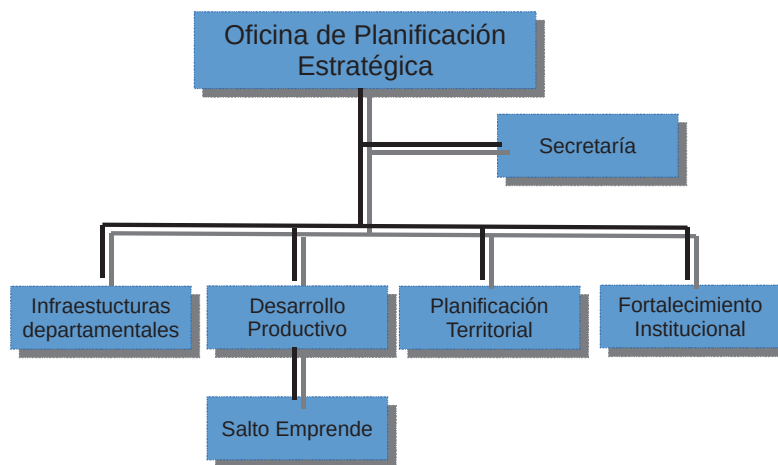 Oficina de Planificación
Estratégica
Secretaría
Infraestucturas
departamentales
Desarrollo
Productivo
Planificación
Territorial
Fortalecimiento
Institucional
Salto Emprende